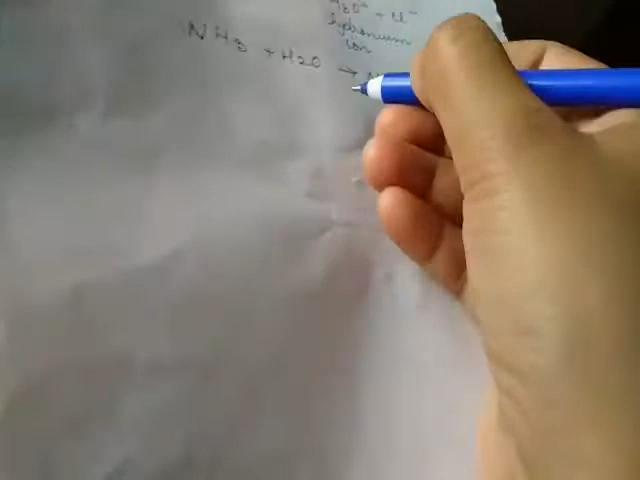 H3O+ + Cl-
hydronium
ion
NH3 + H2O →